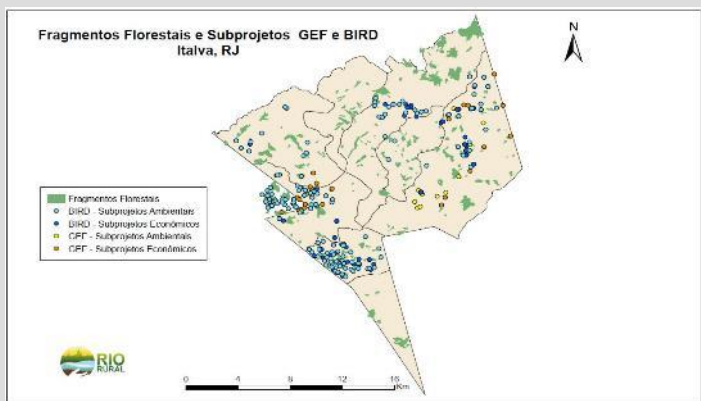 Fragmentos Florestais e Subprojetos GEF e BIRD
Italva, RJ
N
Fragmentos Florestais
BIRD - Subprojetos Ambientais
BIRD - Subprojetos Econômicos
GEF - Subprojetos Ambientais
GEF - Subprojetos Econômicos
RIO
RURAL
0 4 8 12 16
Km